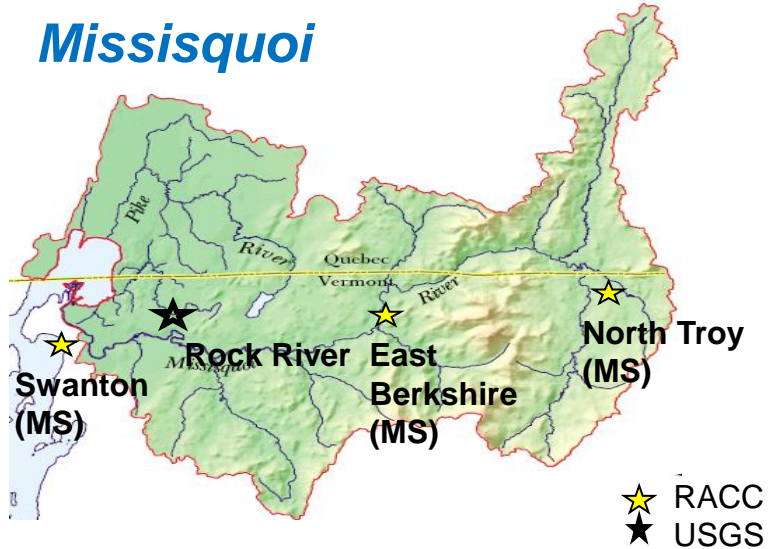 Missisquoi
Pike
River
Quebec
Vermont
River
Rock River
Missisquoi
East
Berkshire
(MS)
North Troy
(MS)
Swanton
(MS)
RACC
USGS